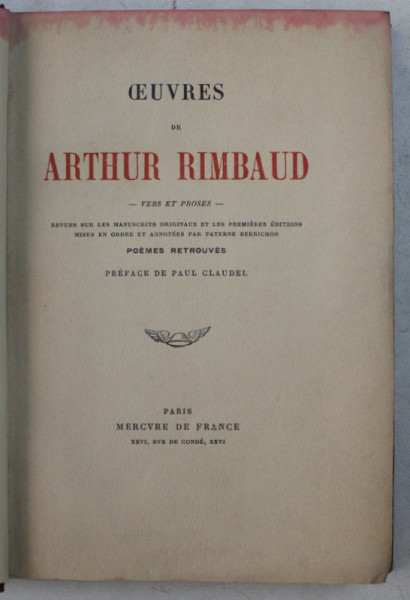 ŒUVRES
DE
ARTHUR RIMBAUD
— VERS ET PROSES —
REVUES SUR LES MANUSCRITS ORIGINAUX ET LES PREMIÈRES ÉDITIONS
MISES EN ORDRE ET ANNOTÉES PAR PATERNE BERRICHON
POÈMES RETROUVÉS
PRÉFACE DE PAUL CLAUDEL
PARIS
MERCVRE DE FRANCE
XXVI, RVE DE CONDÉ, XXVI